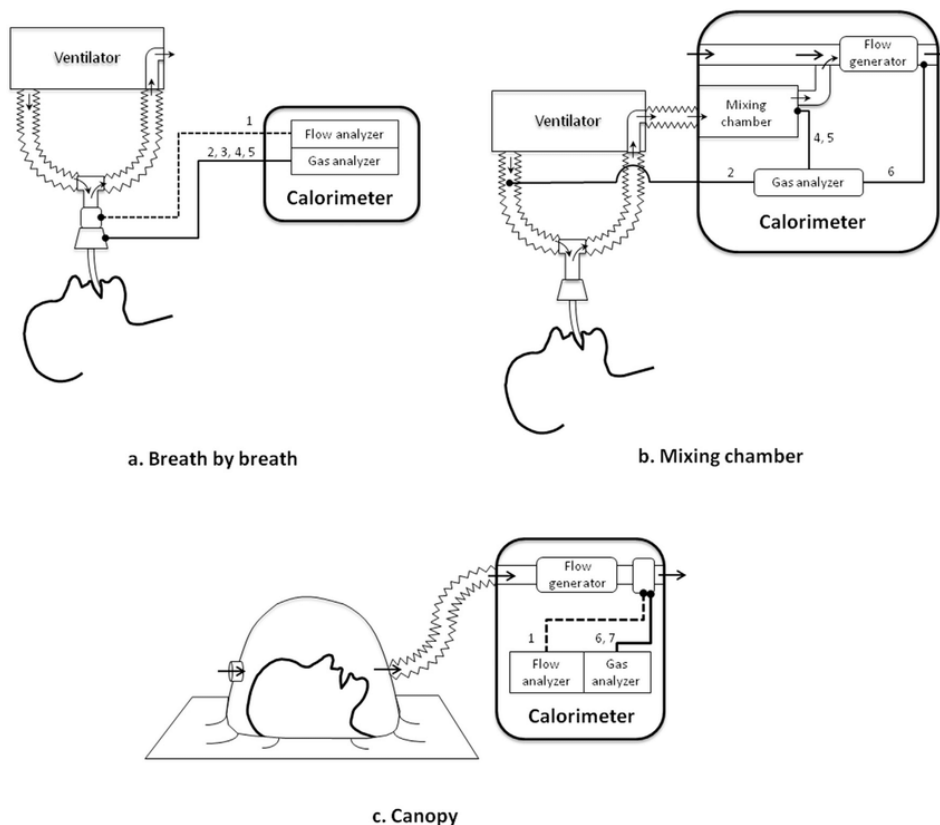 Ventilator
1
Flow analyzer
2, 3, 4, 5
Gas analyzer
Calorimeter
a. Breath by breath
Flow
generator
Mixing
chamber
Ventilator
4, 5
2
Gas analyzer
6
Calorimeter
b. Mixing chamber
Flow
generator
1
6, 7
Flow
analyzer
Gas
analyzer
Calorimeter
c. Canopy